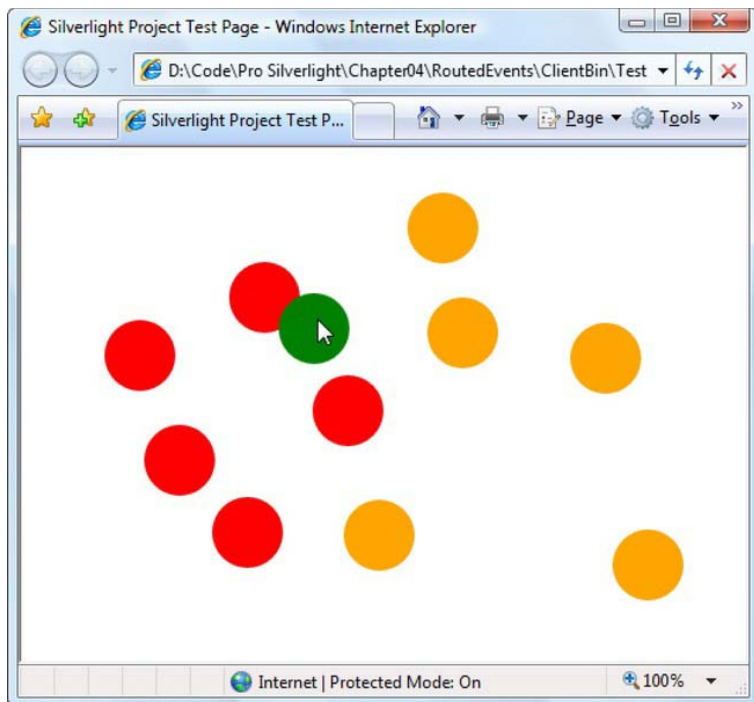 Silverlight Project Test Page - Windows Internet Explorer
D:\Code\Pro Silverlight\Chapter04\RoutedEvents\ClientBin\Test
Silverlight Project Test P... Page Tools »
Internet | Protected Mode: On 100%